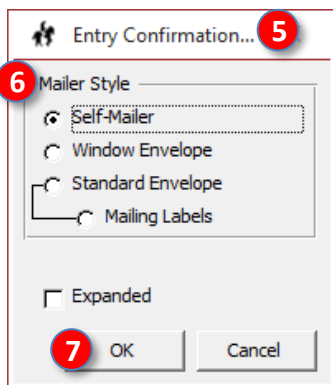 Entry Confirmation... 5
6 Mailer Style
Self-Mailer
Window Envelope
Standard Envelope
Mailing Labels
Expanded
7 OK Cancel